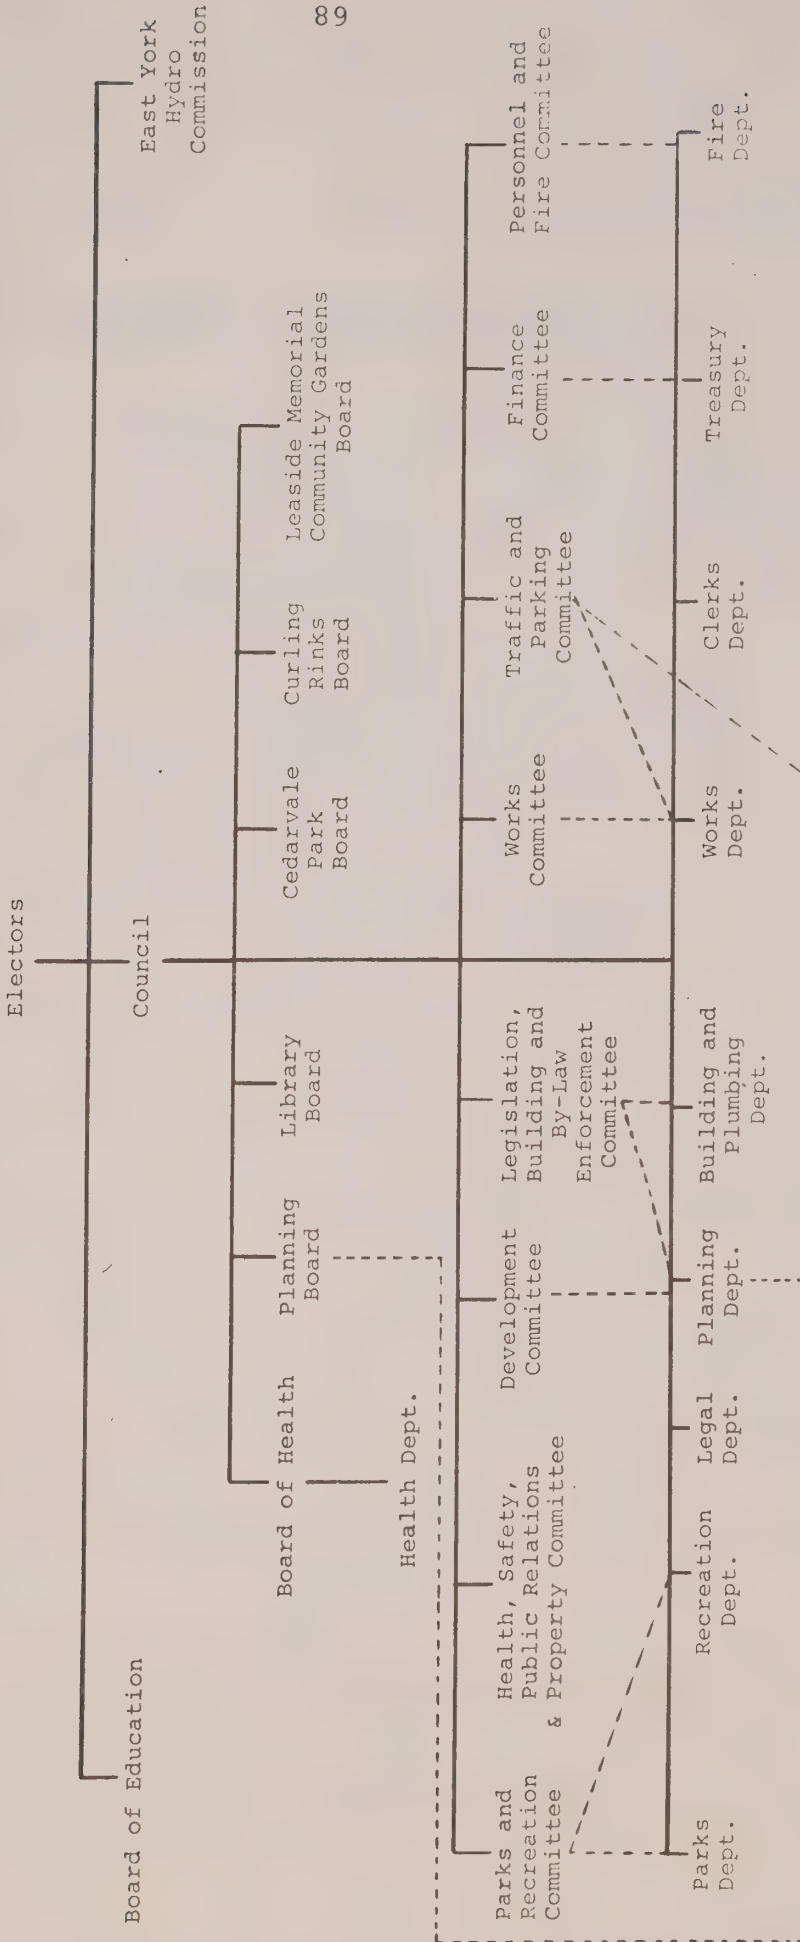 89
Electors
Board of Education
Council
East York
Hydro
Commission
Board of Health
Planning
Board
Library
Board
Cedarvale
Park
Board
Curling
Rinks
Board
Leaside Memorial
Community Gardens
Board
Health Dept.
Parks and
Recreation
Committee
Health, Safety,
Public Relations
& Property Committee
Development
Committee
Legislation,
Building and
By-Law
Enforcement
Committee
Works
Committee
Traffic and
Parking
Committee
Finance
Committee
Personnel and
Fire Committee
Parks
Dept.
Recreation
Dept.
Legal
Dept.
Planning
Dept.
Building and
Plumbing
Dept.
Works
Dept.
Clerks
Dept.
Treasury
Dept.
Fire
Dept.